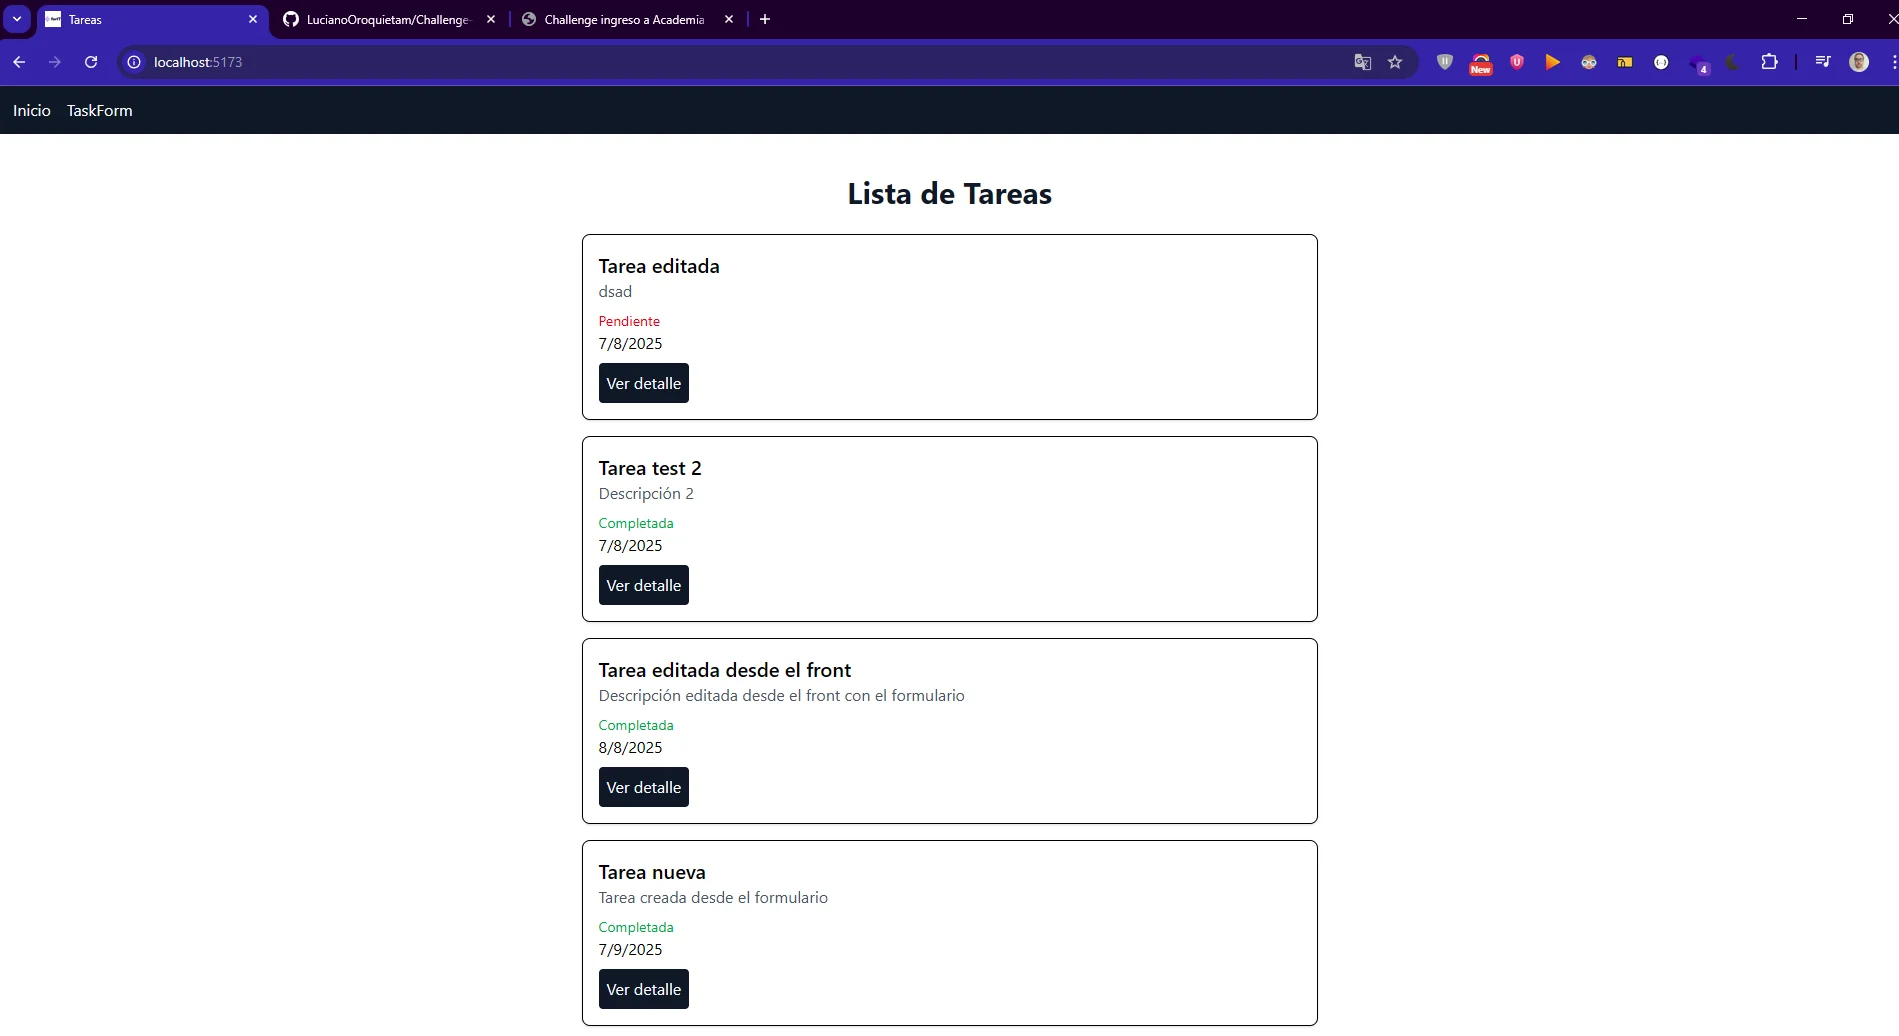 Tareas
LucianoOroquietam/Challenge-
Challenge ingreso a Academia
localhost:5173
New
4
Inicio TaskForm
Lista de Tareas
Tarea editada
dsad
Pendiente
7/8/2025
Ver detalle
Tarea test 2
Descripción 2
Completada
7/8/2025
Ver detalle
Tarea editada desde el front
Descripción editada desde el front con el formulario
Completada
8/8/2025
Ver detalle
Tarea nueva
Tarea creada desde el formulario
Completada
7/9/2025
Ver detalle